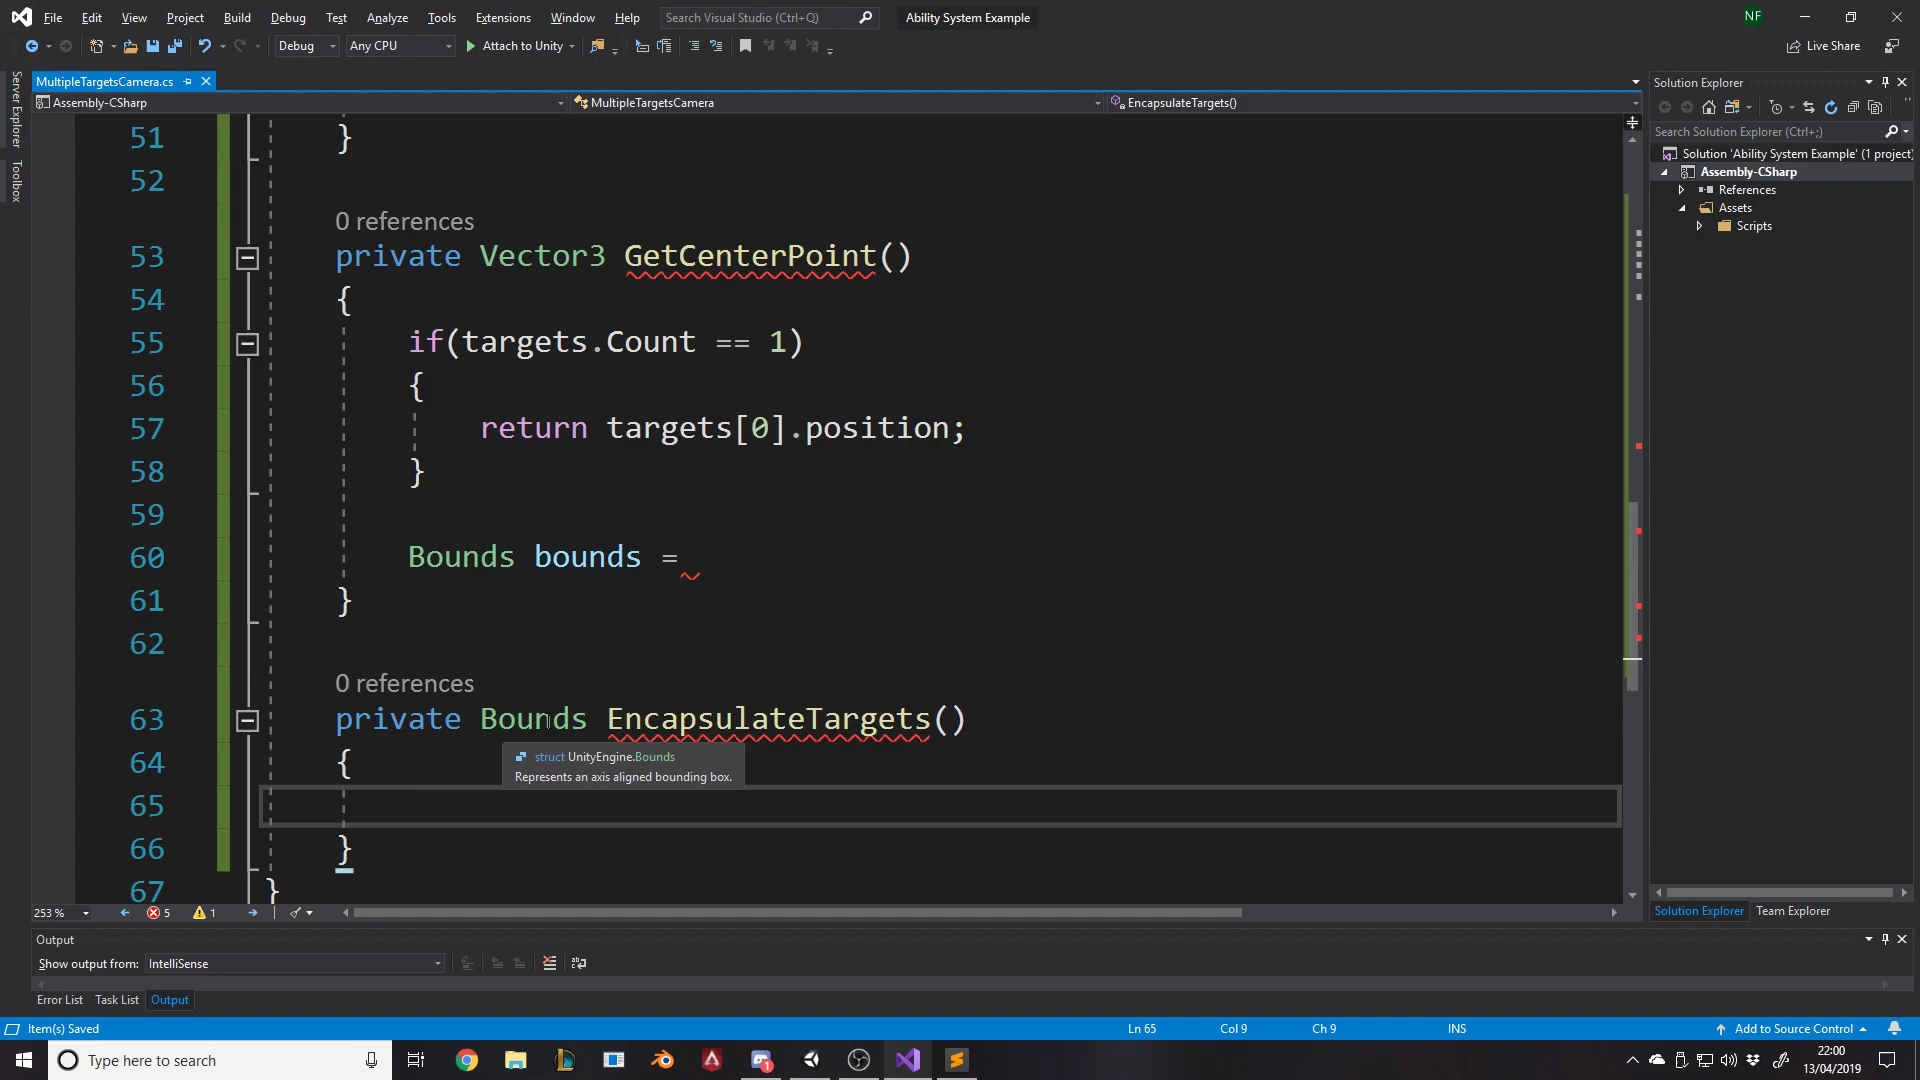 File Edit View Project Build Debug Test Analyze Tools Extensions Window Help Search Visual Studio (Ctrl+Q) Ability System Example NF
Debug Any CPU Attach to Unity Live Share
MultipleTargetsCamera.cs
Assembly-CSharp MultipleTargetsCamera EncapsulateTargets()
Server Explorer
Toolbox
51 }
52
0 references
53 private Vector3 GetCenterPoint()
54 {
55 if(targets.Count == 1)
56 {
57 return targets[0].position;
58 }
59
60 Bounds bounds =
61 }
62
0 references
63 private Bounds EncapsulateTargets()
64 {
struct UnityEngine.Bounds
Represents an axis aligned bounding box.
65
66 }
67 }
253 % 5 1
Solution Explorer
Search Solution Explorer (Ctrl+;)
Solution 'Ability System Example' (1 project)
Assembly-CSharp
References
Assets
Scripts
Solution Explorer Team Explorer
Output
Show output from: IntelliSense
Error List Task List Output
Item(s) Saved Ln 65 Col 9 Ch 9 INS Add to Source Control
Type here to search 1 22:00
13/04/2019